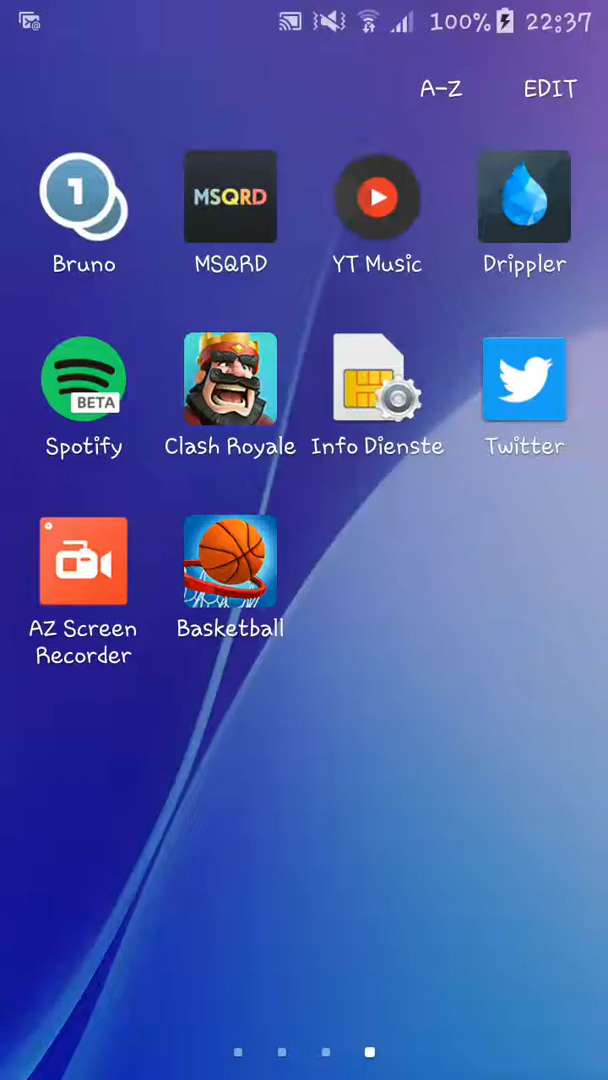 100% 22:37
A-Z EDIT
1 MSQRD
Bruno MSQRD YT Music Drippler
BETA
Spotify Clash Royale Info Dienste Twitter
AZ Screen Basketball
Recorder